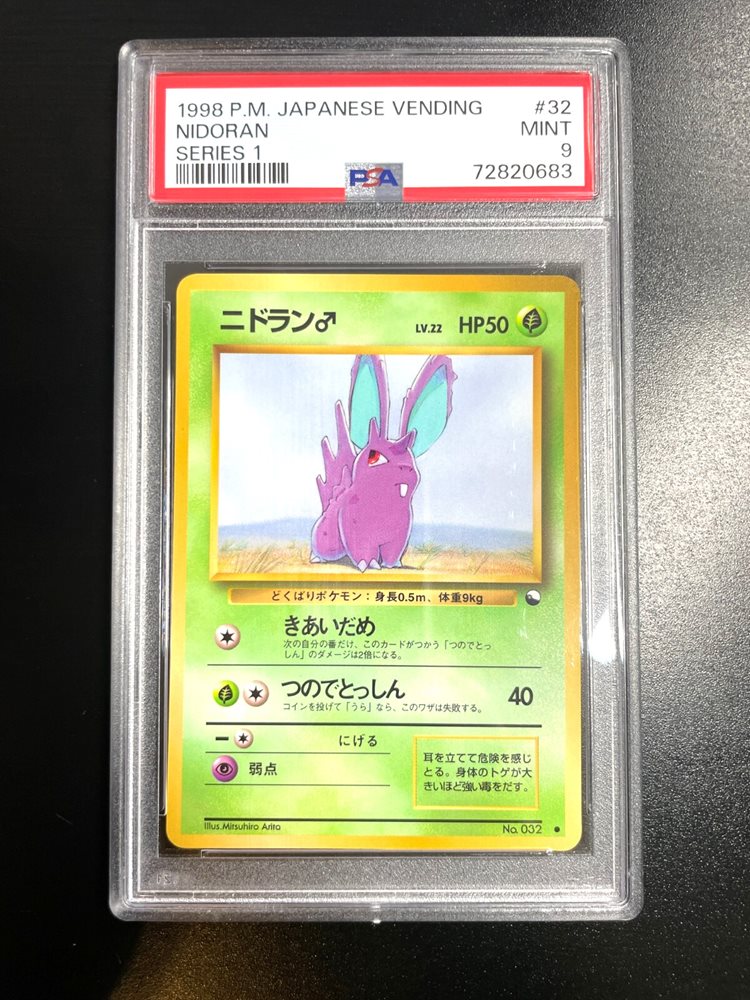 1998 P.M. JAPANESE VENDING #32
NIDORAN MINT
SERIES 1 9
PSA 72820683
ニドラン♂ LV.22 HP50
どくばりポケモン：身長0.5m、体重9kg
きあいだめ
次の自分の番だけ、このカードがつかう「つのでとっ
しん」のダメージは2倍になる。
つのでとっしん 40
コインを投げて「うら」なら、このワザは失敗する。
にげる
弱点
耳を立てて危険を感じ
とる。身体のトゲが大
きいほど強い毒をだす。
Illus.Mitsuhiro Arita No. 032 ●